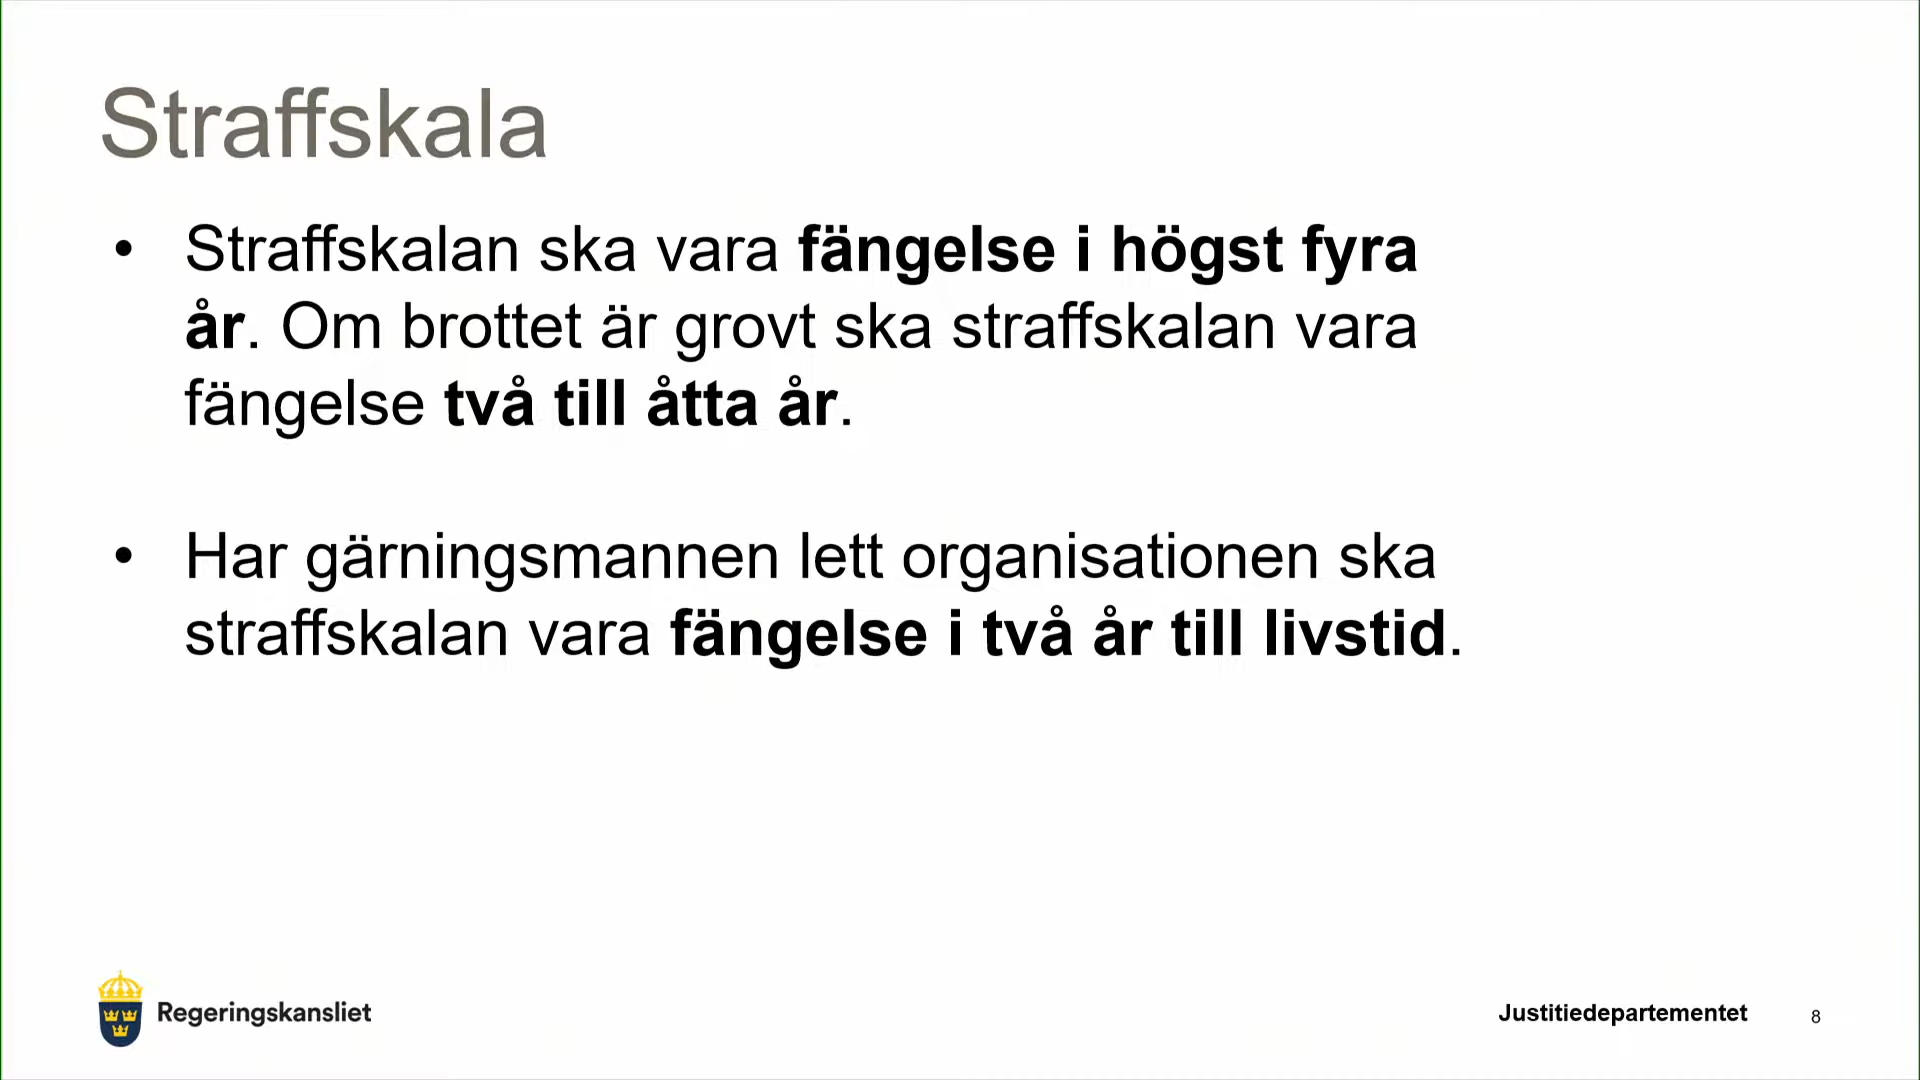 Straffskala
• Straffskalan ska vara fängelse i högst fyra
år. Om brottet är grovt ska straffskalan vara
fängelse två till åtta år.
• Har gärningsmannen lett organisationen ska
straffskalan vara fängelse i två år till livstid.
Regeringskansliet
Justitiedepartementet
8